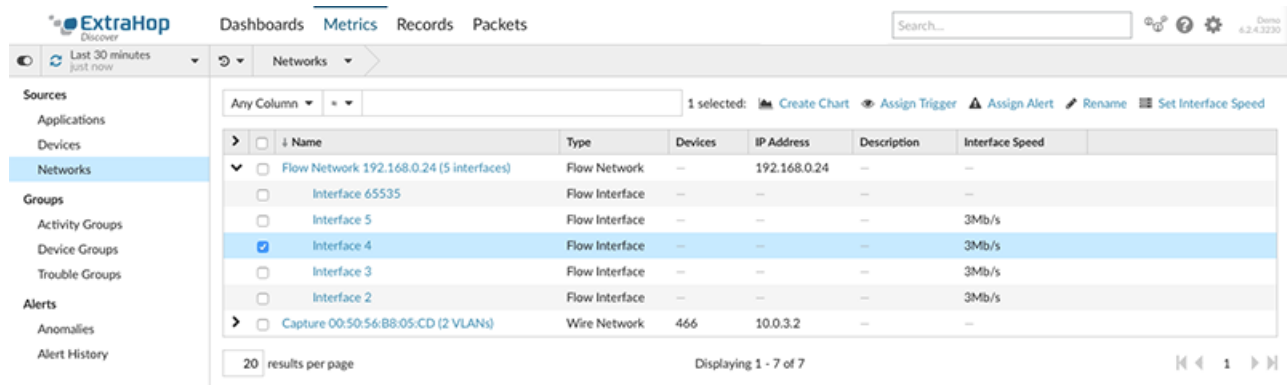 ExtraHop Discover Dashboards Metrics Records Packets Search... Demo 6.2.4.3230
Last 30 minutes just now Networks
Sources
Applications
Devices
Networks
Groups
Activity Groups
Device Groups
Trouble Groups
Alerts
Anomalies
Alert History
Any Column ≈ 1 selected: Create Chart Assign Trigger Assign Alert Rename Set Interface Speed
↓ Name Type Devices IP Address Description Interface Speed
Flow Network 192.168.0.24 (5 interfaces) Flow Network — 192.168.0.24 — —
Interface 65535 Flow Interface — — — —
Interface 5 Flow Interface — — — 3Mb/s
Interface 4 Flow Interface — — — 3Mb/s
Interface 3 Flow Interface — — — 3Mb/s
Interface 2 Flow Interface — — — 3Mb/s
Capture 00:50:56:B8:05:CD (2 VLANs) Wire Network 466 10.0.3.2 — —
20 results per page Displaying 1 - 7 of 7 1